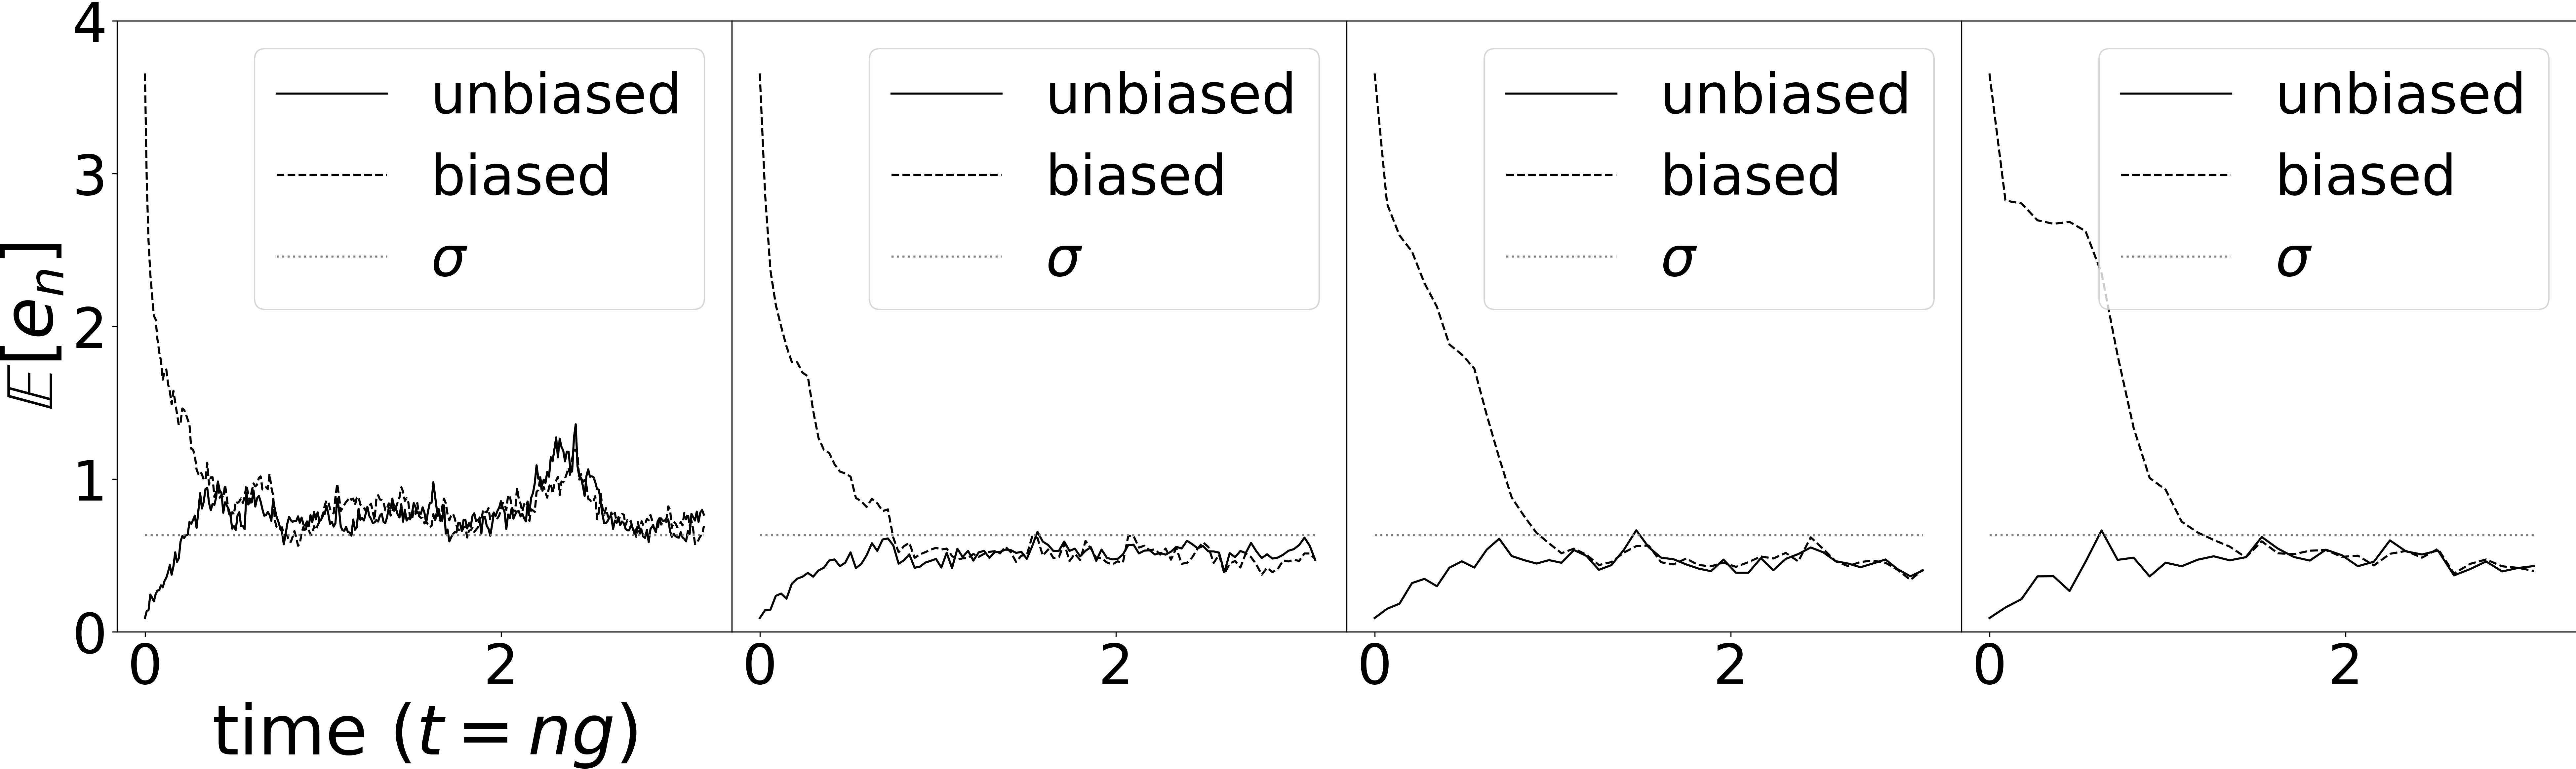 4
3
2
1
0
𝔼[eₙ]
unbiased
biased
σ
unbiased
biased
σ
unbiased
biased
σ
unbiased
biased
σ
0 2 0 2 0 2 0 2
time (t = ng)